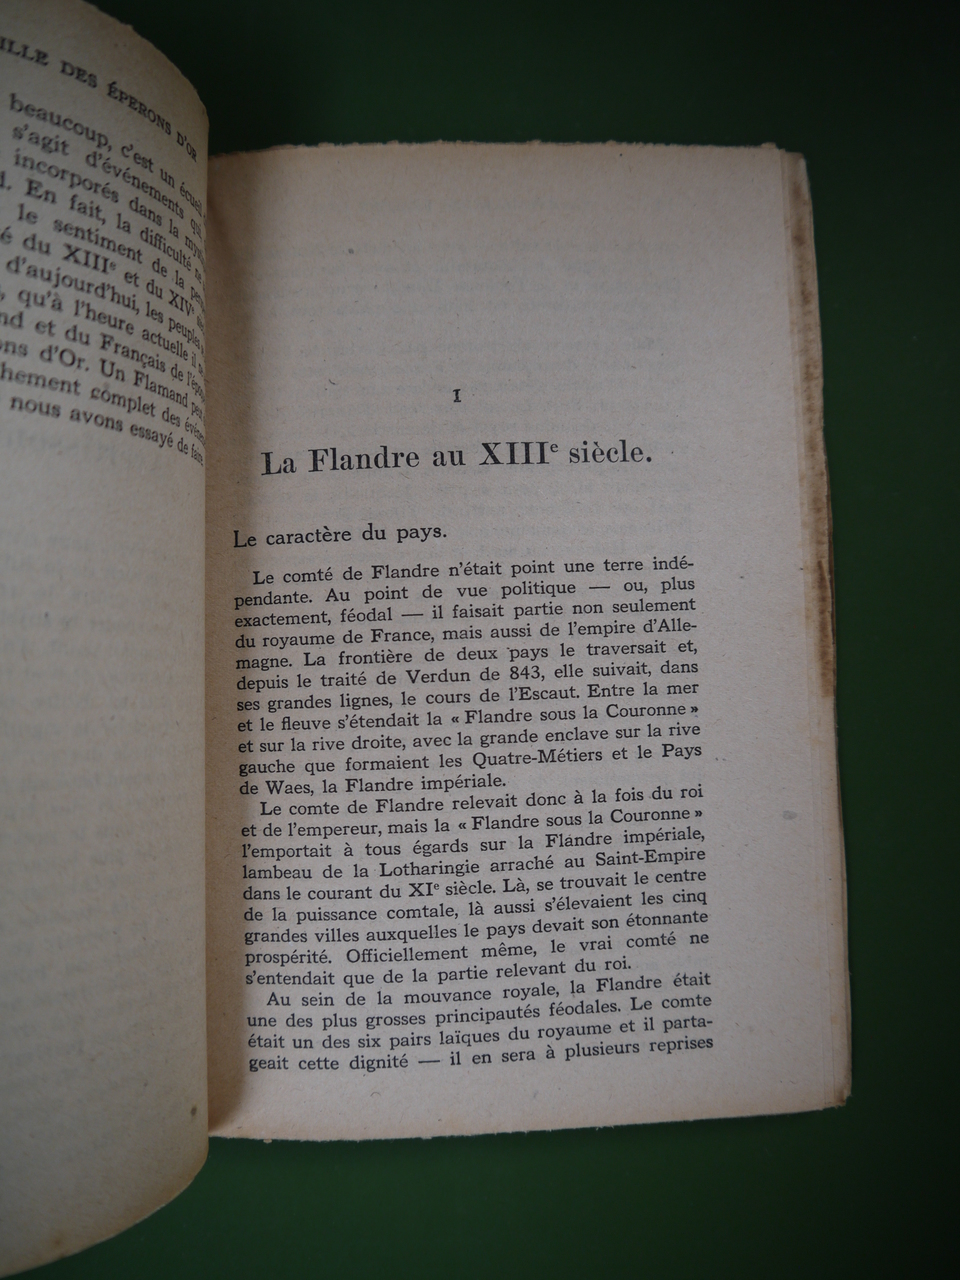 ILLE DES ÉPERONS D'OR
beaucoup, c'est un écueil
s'agit d'événements
incorporés dans la
En fait, la difficulté
le sentiment de la
du XIIIe et du XIVe
d'aujourd'hui, les peuples
qu'à l'heure actuelle il
et du Français de
d'Or. Un Flamand
complet des
nous avons essayé de
I
La Flandre au XIIIe siècle.
Le caractère du pays.
Le comté de Flandre n'était point une terre indé-
pendante. Au point de vue politique — ou, plus
exactement, féodal — il faisait partie non seulement
du royaume de France, mais aussi de l'empire d'Alle-
magne. La frontière de deux pays le traversait et,
depuis le traité de Verdun de 843, elle suivait, dans
ses grandes lignes, le cours de l'Escaut. Entre la mer
et le fleuve s'étendait la « Flandre sous la Couronne »
et sur la rive droite, avec la grande enclave sur la rive
gauche que formaient les Quatre-Métiers et le Pays
de Waes, la Flandre impériale.
Le comte de Flandre relevait donc à la fois du roi
et de l'empereur, mais la « Flandre sous la Couronne »
l'emportait à tous égards sur la Flandre impériale,
lambeau de la Lotharingie arraché au Saint-Empire
dans le courant du XIe siècle. Là, se trouvait le centre
de la puissance comtale, là aussi s'élevaient les cinq
grandes villes auxquelles le pays devait son étonnante
prospérité. Officiellement même, le vrai comté ne
s'entendait que de la partie relevant du roi.
Au sein de la mouvance royale, la Flandre était
une des plus grosses principautés féodales. Le comte
était un des six pairs laïques du royaume et il parta-
geait cette dignité — il en sera à plusieurs reprises